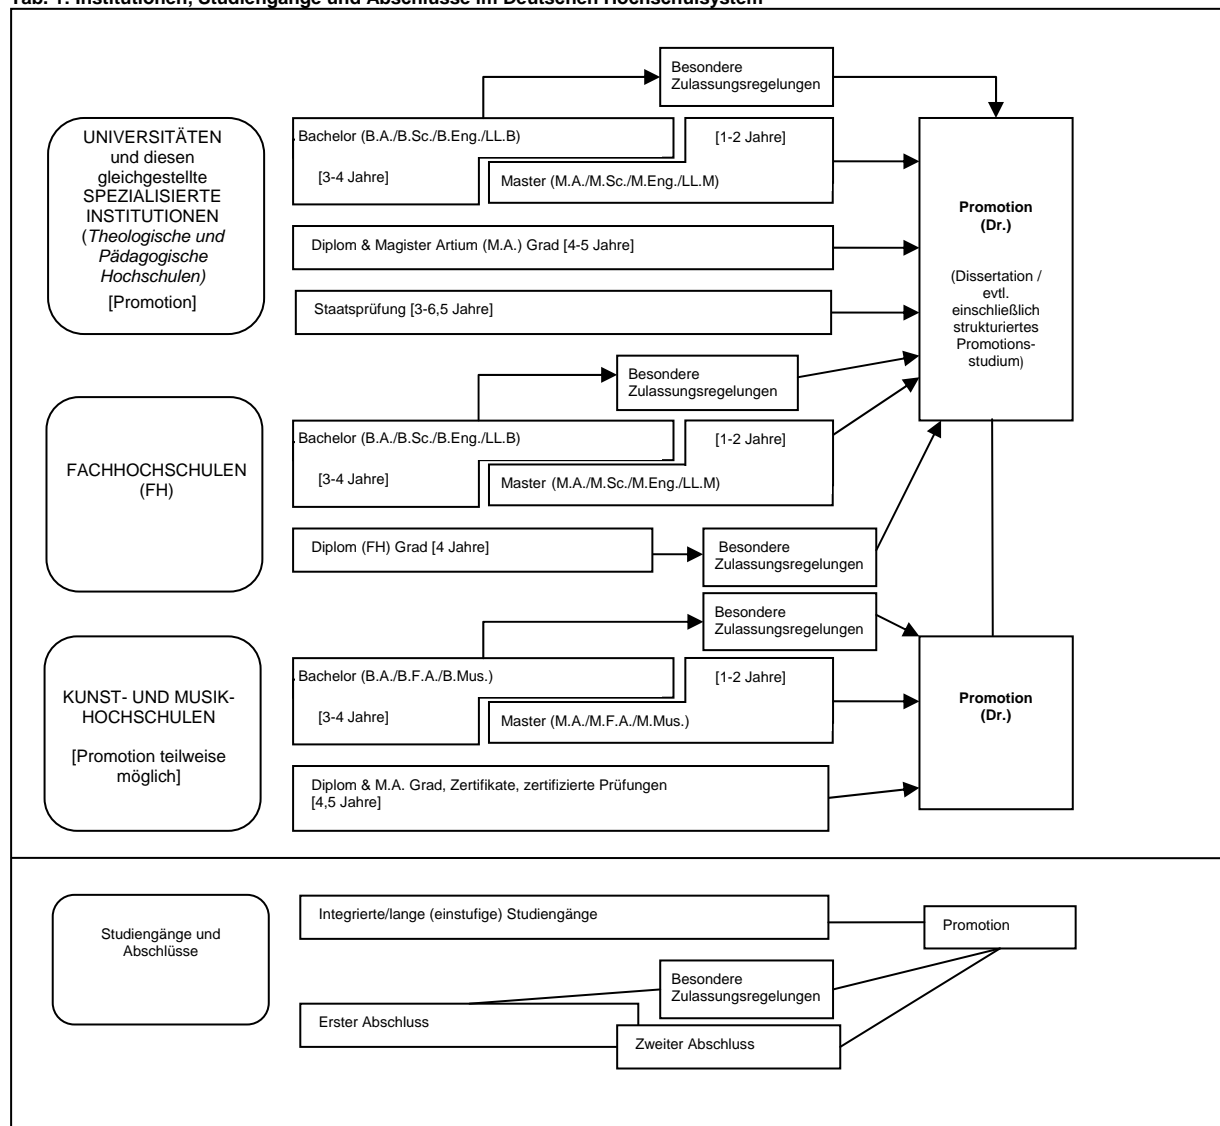 Tab. 1: Institutionen, Studiengänge und Abschlüsse im Deutschen Hochschulsystem
Besondere
Zulassungsregelungen
UNIVERSITÄTEN
und diesen
gleichgestellte
SPEZIALISIERTE
INSTITUTIONEN
(Theologische und
Pädagogische
Hochschulen)
[Promotion]
Bachelor (B.A./B.Sc./B.Eng./LL.B)
[3-4 Jahre]
[1-2 Jahre]
Master (M.A./M.Sc./M.Eng./LL.M)
Diplom & Magister Artium (M.A.) Grad [4-5 Jahre]
Staatsprüfung [3-6,5 Jahre]
Promotion
(Dr.)
(Dissertation /
evtl.
einschließlich
strukturiertes
Promotions-
studium)
Besondere
Zulassungsregelungen
FACHHOCHSCHULEN
(FH)
Bachelor (B.A./B.Sc./B.Eng./LL.B)
[3-4 Jahre]
[1-2 Jahre]
Master (M.A./M.Sc./M.Eng./LL.M)
Diplom (FH) Grad [4 Jahre]
Besondere
Zulassungsregelungen
Besondere
Zulassungsregelungen
KUNST- UND MUSIK-
HOCHSCHULEN
[Promotion teilweise
möglich]
Bachelor (B.A./B.F.A./B.Mus.)
[3-4 Jahre]
[1-2 Jahre]
Master (M.A./M.F.A./M.Mus.)
Diplom & M.A. Grad, Zertifikate, zertifizierte Prüfungen
[4,5 Jahre]
Promotion
(Dr.)
Studiengänge und
Abschlüsse
Integrierte/lange (einstufige) Studiengänge
Promotion
Besondere
Zulassungsregelungen
Erster Abschluss
Zweiter Abschluss